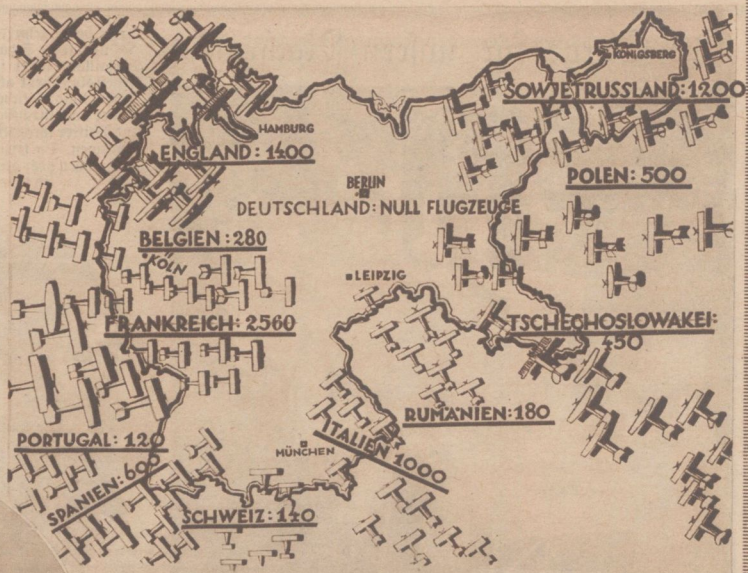 KÖNIGSBERG
SOWJETRUSSLAND: 1200
HAMBURG
ENGLAND: 1400
POLEN: 500
BERLIN
DEUTSCHLAND: NULL FLUGZEUGE
BELGIEN: 280
KÖLN
LEIPZIG
FRANKREICH: 2560
TSCHECHOSLOWAKEI:
450
RUMÄNIEN: 180
PORTUGAL: 120
ITALIEN 1000
MÜNCHEN
SPANIEN: 60
SCHWEIZ: 140